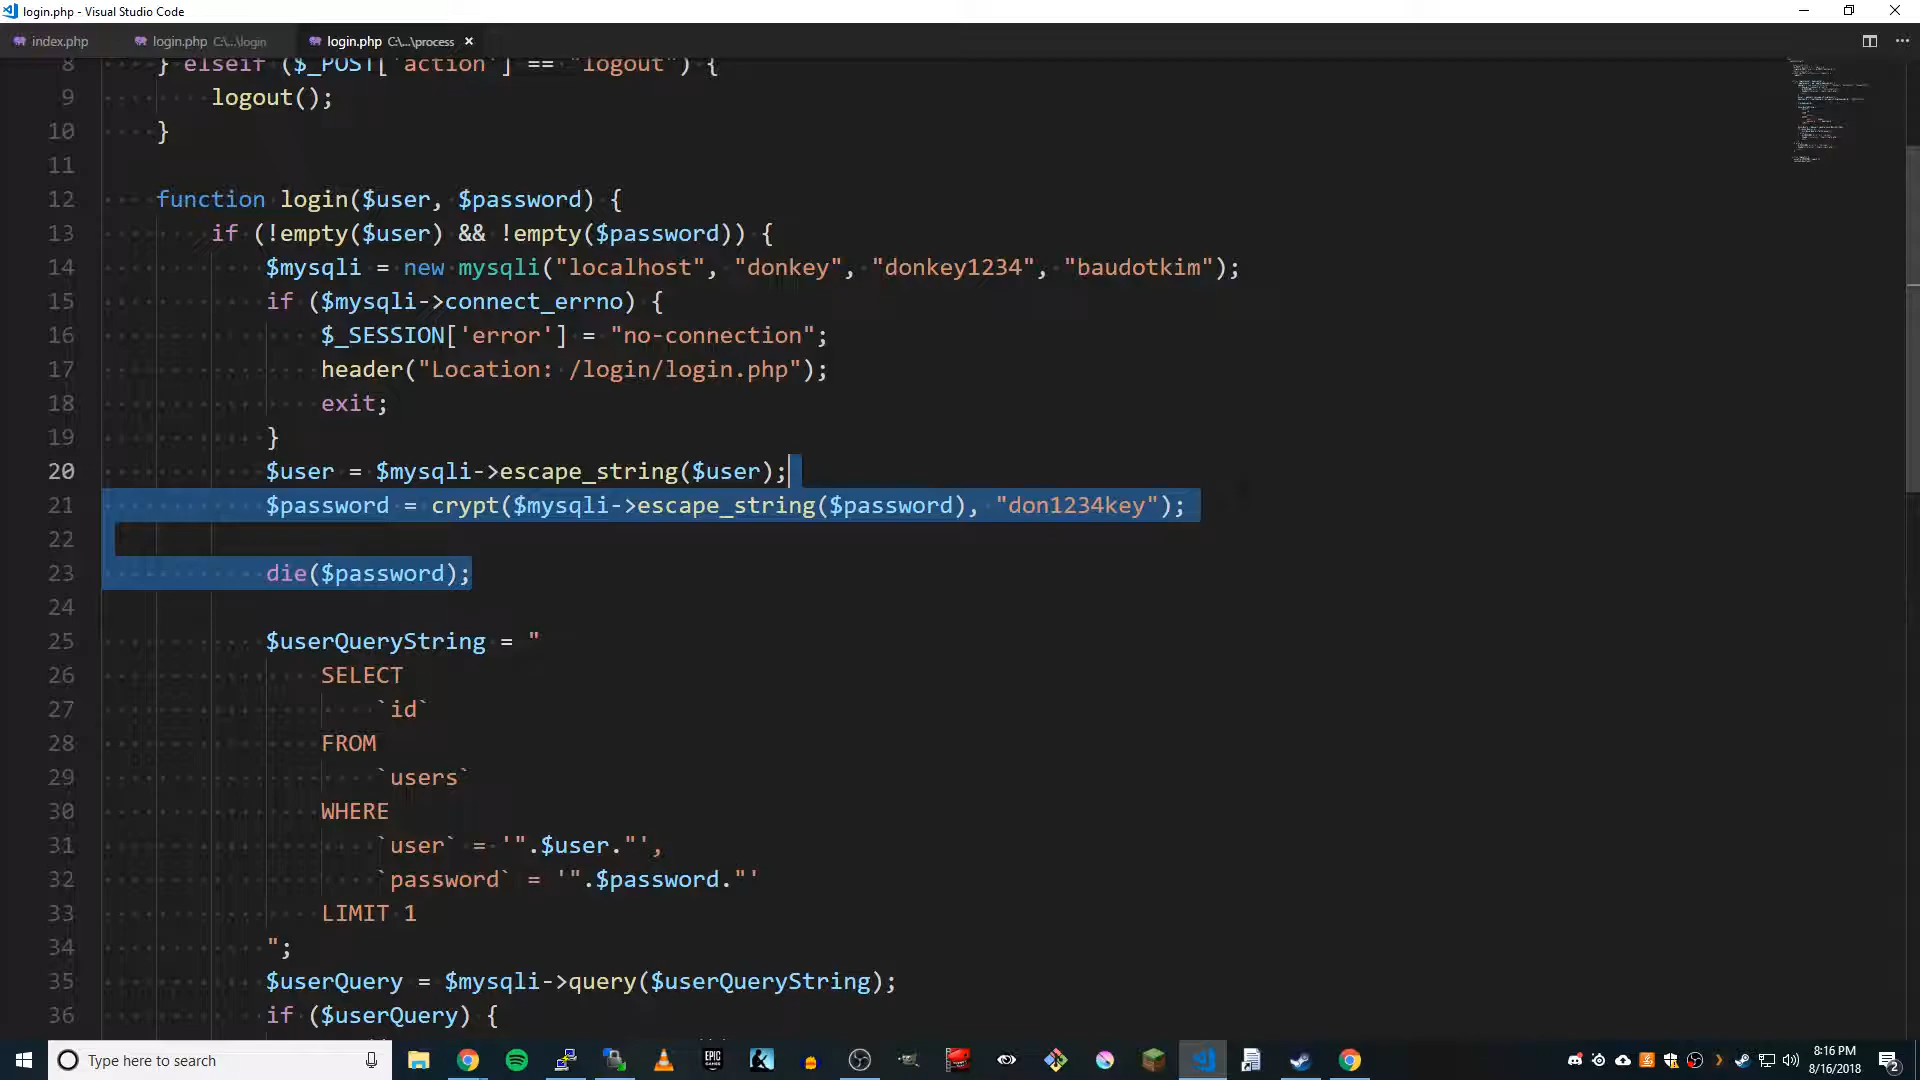 login.php - Visual Studio Code
index.php
login.php C:\...\login
login.php C:\...\process
8 } elseif ($_POST['action'] == "logout") {
9 logout();
10 }
11
12 function login($user, $password) {
13 if (!empty($user) && !empty($password)) {
14 $mysqli = new mysqli("localhost", "donkey", "donkey1234", "baudotkim");
15 if ($mysqli->connect_errno) {
16 $_SESSION['error'] = "no-connection";
17 header("Location: /login/login.php");
18 exit;
19 }
20 $user = $mysqli->escape_string($user);
21 $password = crypt($mysqli->escape_string($password), "don1234key");
22
23 die($password);
24
25 $userQueryString = "
26 SELECT
27 `id`
28 FROM
29 `users`
30 WHERE
31 `user` = '".$user."',
32 `password` = '".$password."'
33 LIMIT 1
34 ";
35 $userQuery = $mysqli->query($userQueryString);
36 if ($userQuery) {
Type here to search
EPIC GAMES
8:16 PM
8/16/2018
2